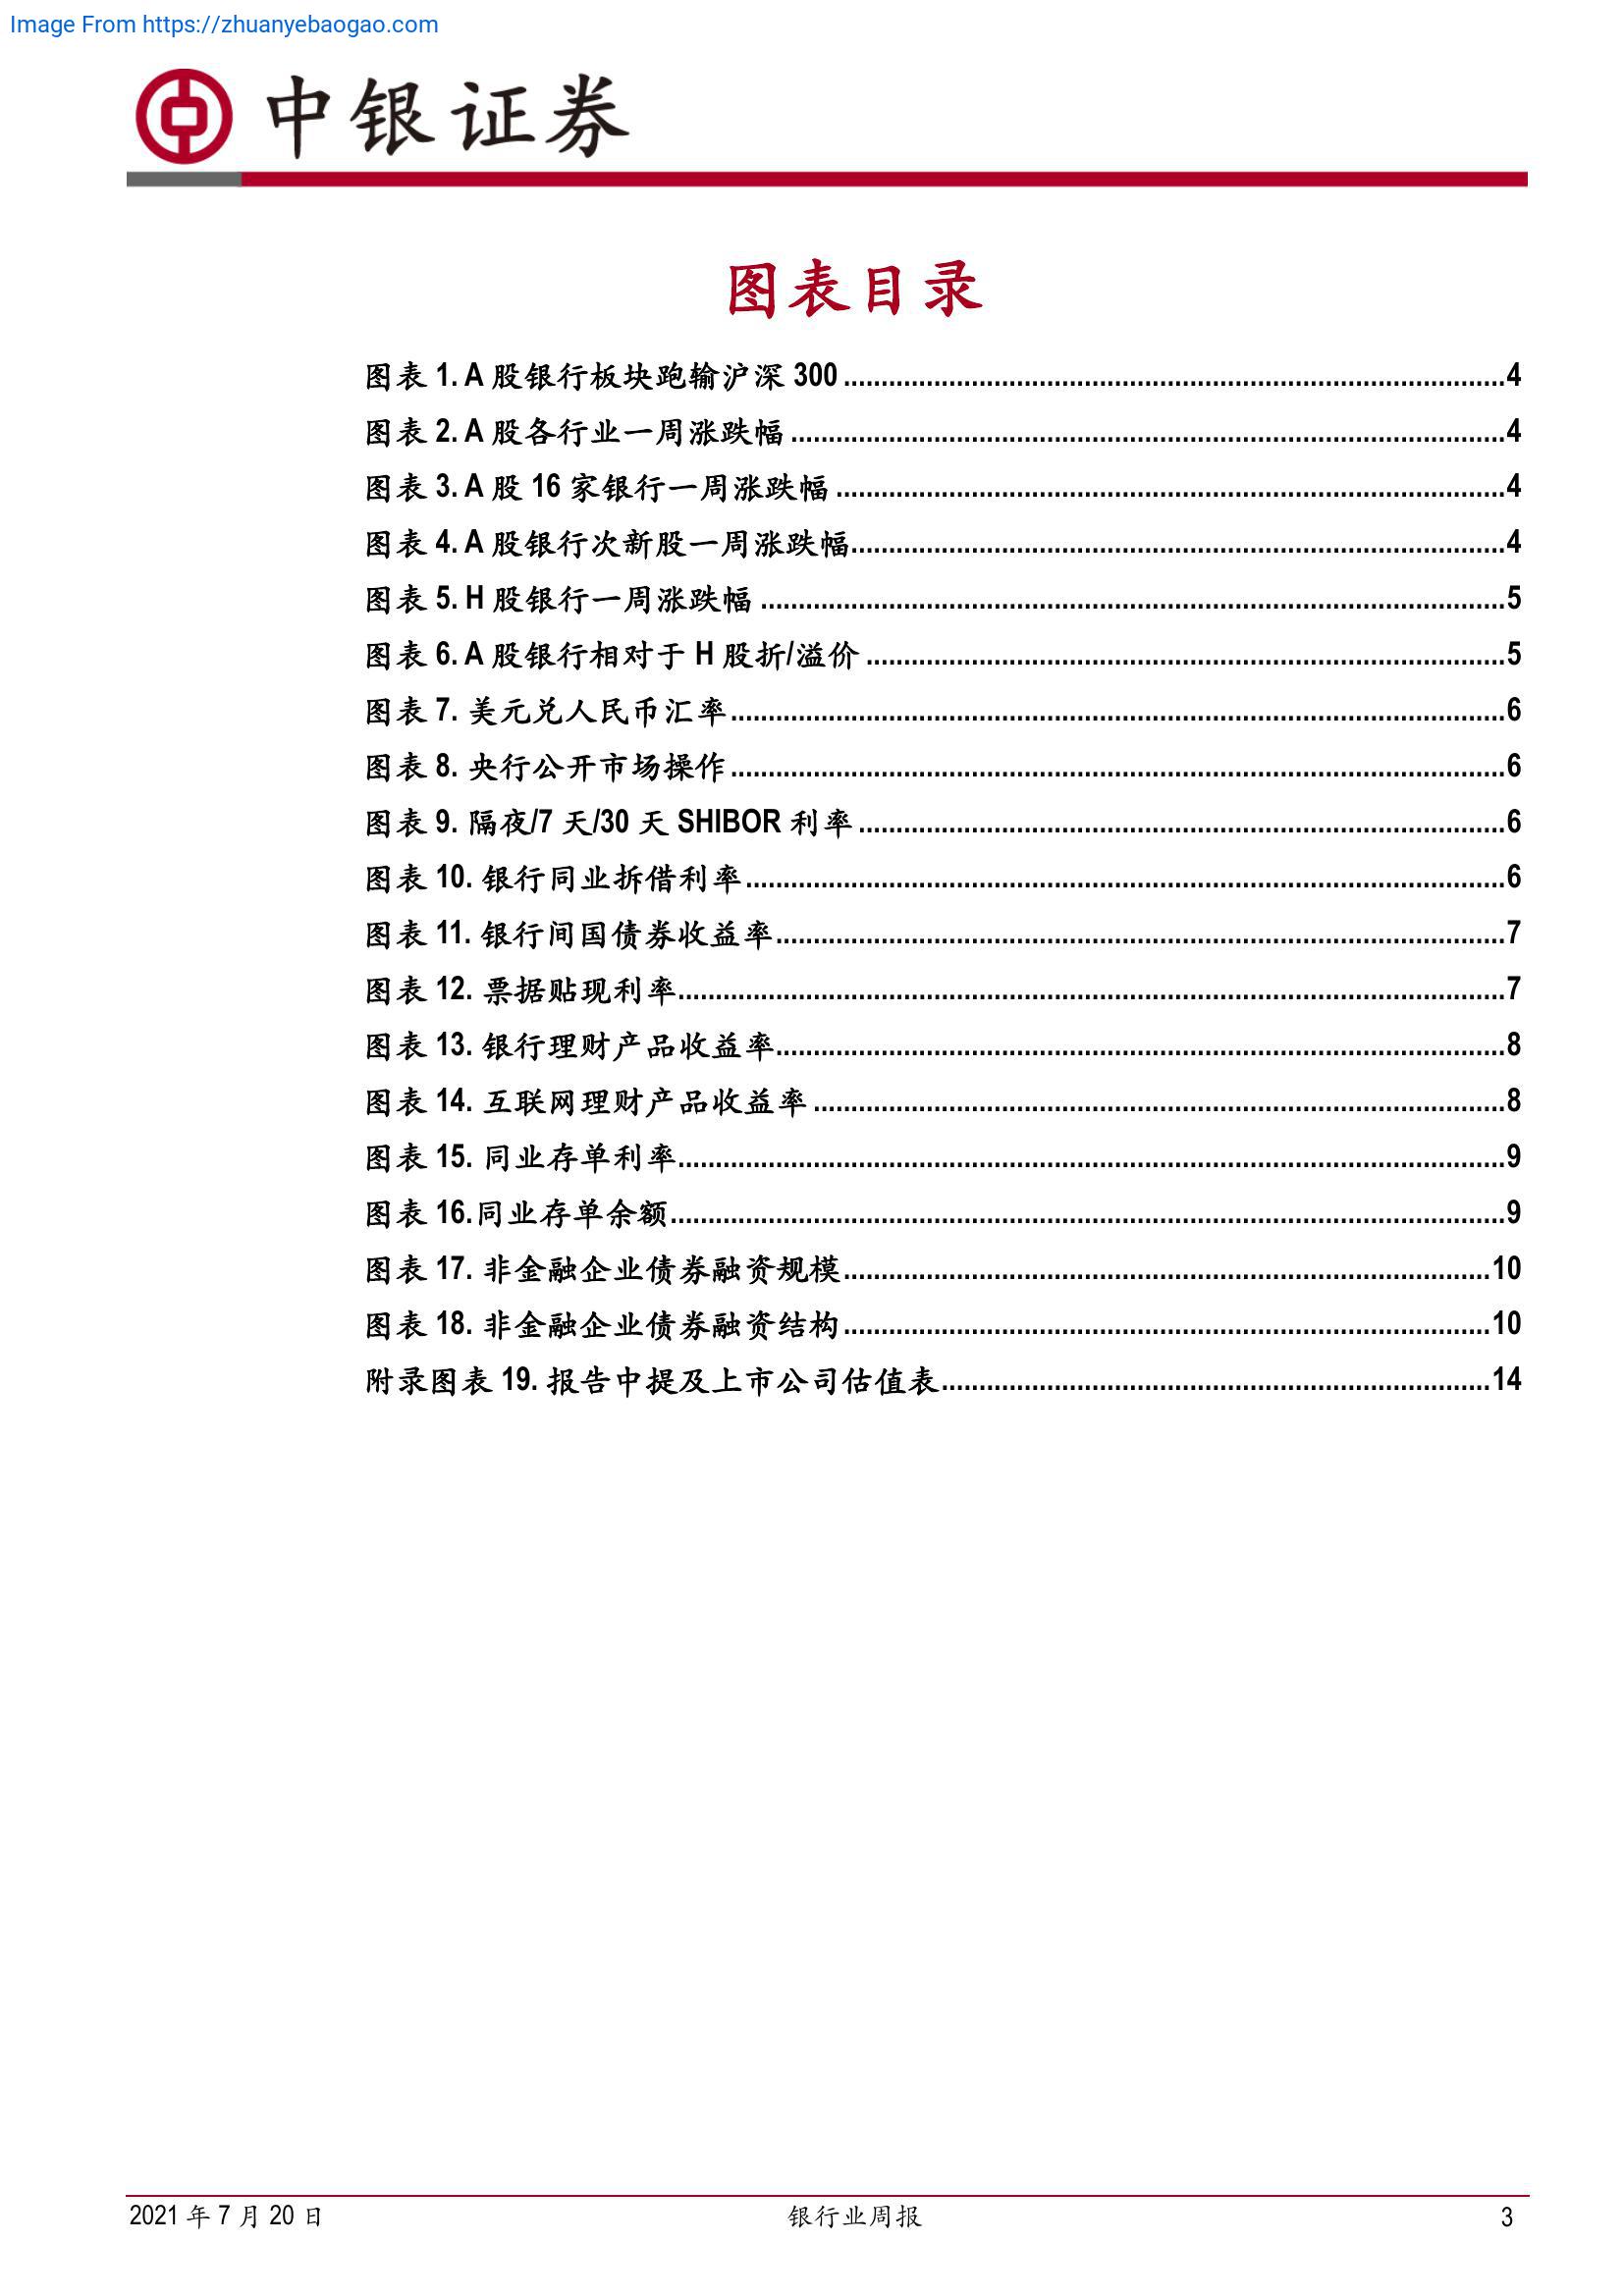 Image From https://zhuanyebaogao.com
中银证券
图表目录
图表 1. A 股银行板块跑输沪深 300 ........................................ 4
图表 2. A 股各行业一周涨跌幅 ........................................ 4
图表 3. A 股 16 家银行一周涨跌幅 ........................................ 4
图表 4. A 股银行次新股一周涨跌幅........................................ 4
图表 5. H 股银行一周涨跌幅 ........................................ 5
图表 6. A 股银行相对于 H 股折/溢价 ........................................ 5
图表 7. 美元兑人民币汇率........................................ 6
图表 8. 央行公开市场操作........................................ 6
图表 9. 隔夜/7 天/30 天 SHIBOR 利率 ........................................ 6
图表 10. 银行同业拆借利率........................................ 6
图表 11. 银行间国债券收益率........................................ 7
图表 12. 票据贴现利率........................................ 7
图表 13. 银行理财产品收益率........................................ 8
图表 14. 互联网理财产品收益率 ........................................ 8
图表 15. 同业存单利率........................................ 9
图表 16.同业存单余额........................................ 9
图表 17. 非金融企业债券融资规模........................................ 10
图表 18. 非金融企业债券融资结构........................................ 10
附录图表 19. 报告中提及上市公司估值表........................................ 14
2021 年 7 月 20 日 银行业周报 3